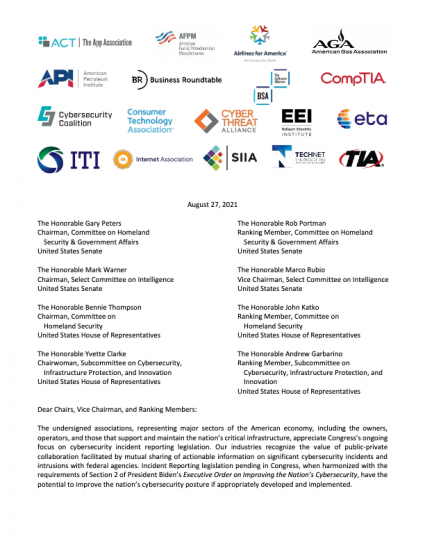 ACT | The App Association
AFPM
American
Fuel & Petrochemical
Manufacturers
Airlines for America
We Connect the World
AGA
American Gas Association
API
American
Petroleum
Institute
BR Business Roundtable
BSA
The
Software
Alliance
CompTIA
Cybersecurity
Coalition
Consumer
Technology
Association
CYBER
THREAT
ALLIANCE
EEI
Edison Electric
INSTITUTE
eta
ITI
IA Internet Association
SIIA
TECHNET
TIA
August 27, 2021
The Honorable Gary Peters
Chairman, Committee on Homeland
Security & Government Affairs
United States Senate
The Honorable Rob Portman
Ranking Member, Committee on Homeland
Security & Government Affairs
United States Senate
The Honorable Mark Warner
Chairman, Select Committee on Intelligence
United States Senate
The Honorable Marco Rubio
Vice Chairman, Select Committee on Intelligence
United States Senate
The Honorable Bennie Thompson
Chairman, Committee on
Homeland Security
United States House of Representatives
The Honorable John Katko
Ranking Member, Committee on
Homeland Security
United States House of Representatives
The Honorable Yvette Clarke
Chairwoman, Subcommittee on Cybersecurity,
Infrastructure Protection, and Innovation
United States House of Representatives
The Honorable Andrew Garbarino
Ranking Member, Subcommittee on
Cybersecurity, Infrastructure Protection, and
Innovation
United States House of Representatives
Dear Chairs, Vice Chairman, and Ranking Members:
The undersigned associations, representing major sectors of the American economy, including the owners,
operators, and those that support and maintain the nation's critical infrastructure, appreciate Congress's ongoing
focus on cybersecurity incident reporting legislation. Our industries recognize the value of public-private
collaboration facilitated by mutual sharing of actionable information on significant cybersecurity incidents and
intrusions with federal agencies. Incident Reporting legislation pending in Congress, when harmonized with the
requirements of Section 2 of President Biden's Executive Order on Improving the Nation's Cybersecurity, have the
potential to improve the nation's cybersecurity posture if appropriately developed and implemented.